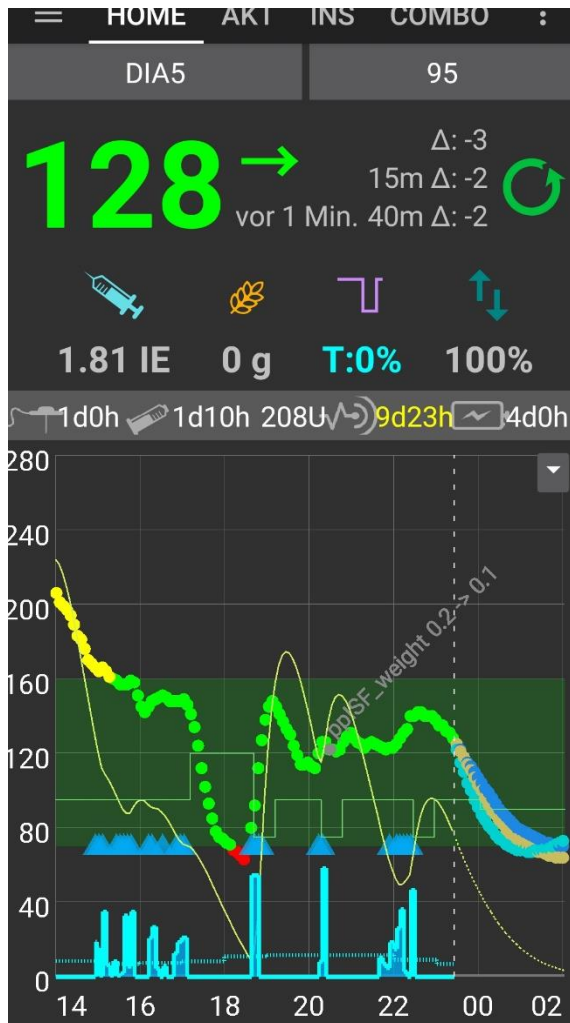 HOME AKT INS COMBO
DIA5 95
128 → Δ: -3
15m Δ: -2
vor 1 Min. 40m Δ: -2
1.81 IE 0 g T:0% 100%
1d0h 1d10h 208U 9d23h 4d0h
280
240
200
160
120
80
40
0
ppISF_weight 0.2 -> 0.1
14 16 18 20 22 00 02